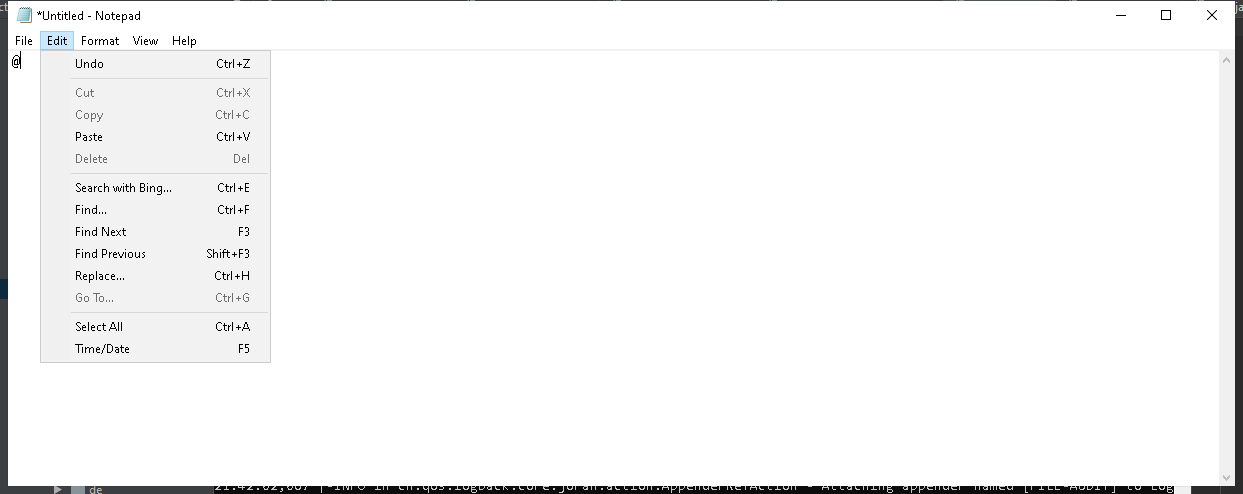 *Untitled - Notepad
File Edit Format View Help
@
Undo Ctrl+Z
Cut Ctrl+X
Copy Ctrl+C
Paste Ctrl+V
Delete Del
Search with Bing... Ctrl+E
Find... Ctrl+F
Find Next F3
Find Previous Shift+F3
Replace... Ctrl+H
Go To... Ctrl+G
Select All Ctrl+A
Time/Date F5
de
21:42:02,667 |-INFO in ch.qos.logback.core.joran.action.AppenderRefAction - Attaching appender named [FILE-AUDIT] to Log